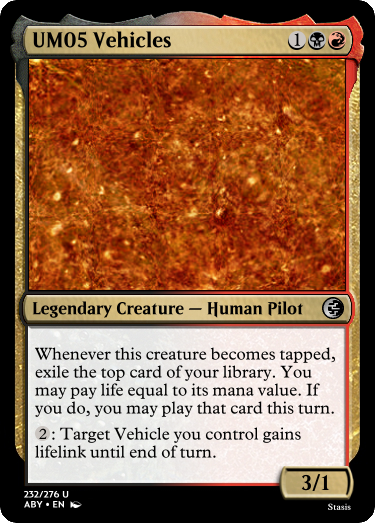 UM05 Vehicles 1
Legendary Creature — Human Pilot
Whenever this creature becomes tapped,
exile the top card of your library. You
may pay life equal to its mana value. If
you do, you may play that card this turn.
2 : Target Vehicle you control gains
lifelink until end of turn.
3/1
232/276 U
ABY • EN
Stasis